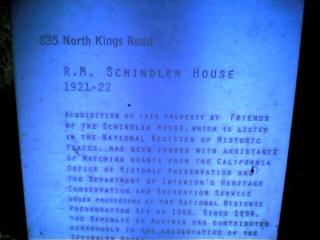 835 North Kings Road
R.M. Schindler House
1921-22
Acquisition of this property by Friends
of the Schindler House, which is listed
in the National Register of Historic
Places, has been funded with assistance
of matching grants from the California
Office of Historic Preservation and
the Department of Interior's Heritage
Conservation and Recreation Service
under provisions of the National Historic
Preservation Act of 1966. Since 1995,
the Republic of Austria has contributed
generously to the preservation of the
Schindler House